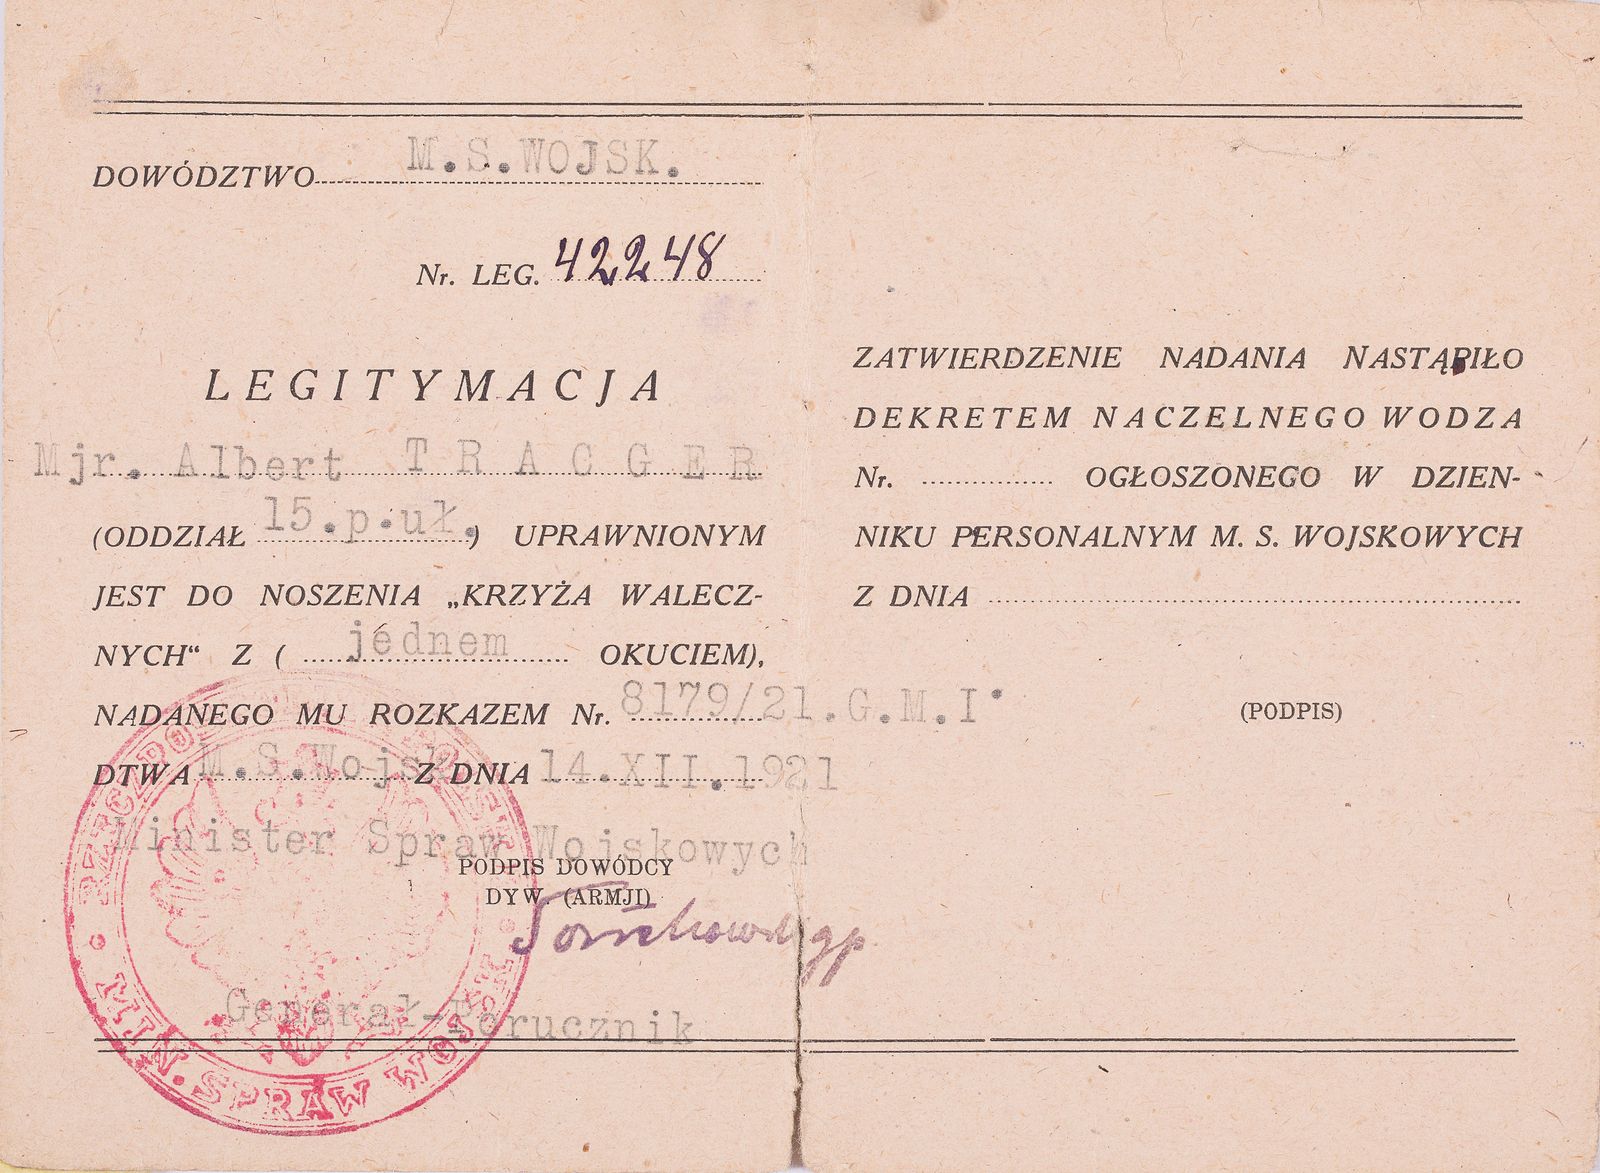 DOWÓDZTWO M.S.WOJSK.
Nr. LEG. 42248
LEGITYMACJA
Mjr. Albert TRACGER
(ODDZIAŁ 15.p.uł.) UPRAWNIONYM
JEST DO NOSZENIA „KRZYŻA WALECZ-
NYCH“ Z ( jednem OKUCIEM),
NADANEGO MU ROZKAZEM Nr. 8179/21.G.M.I.
DTWA M.S.Wojsk Z DNIA 14.XII.1921
Minister Spraw Wojskowych
PODPIS DOWÓDCY
DYW. (ARMJI)
Generał-Porucznik
RZECZPOSPOLITA POLSKA
MIN. SPRAW WOJSK.
ZATWIERDZENIE NADANIA NASTĄPIŁO
DEKRETEM NACZELNEGO WODZA
Nr. OGŁOSZONEGO W DZIEN-
NIKU PERSONALNYM M. S. WOJSKOWYCH
Z DNIA
(PODPIS)